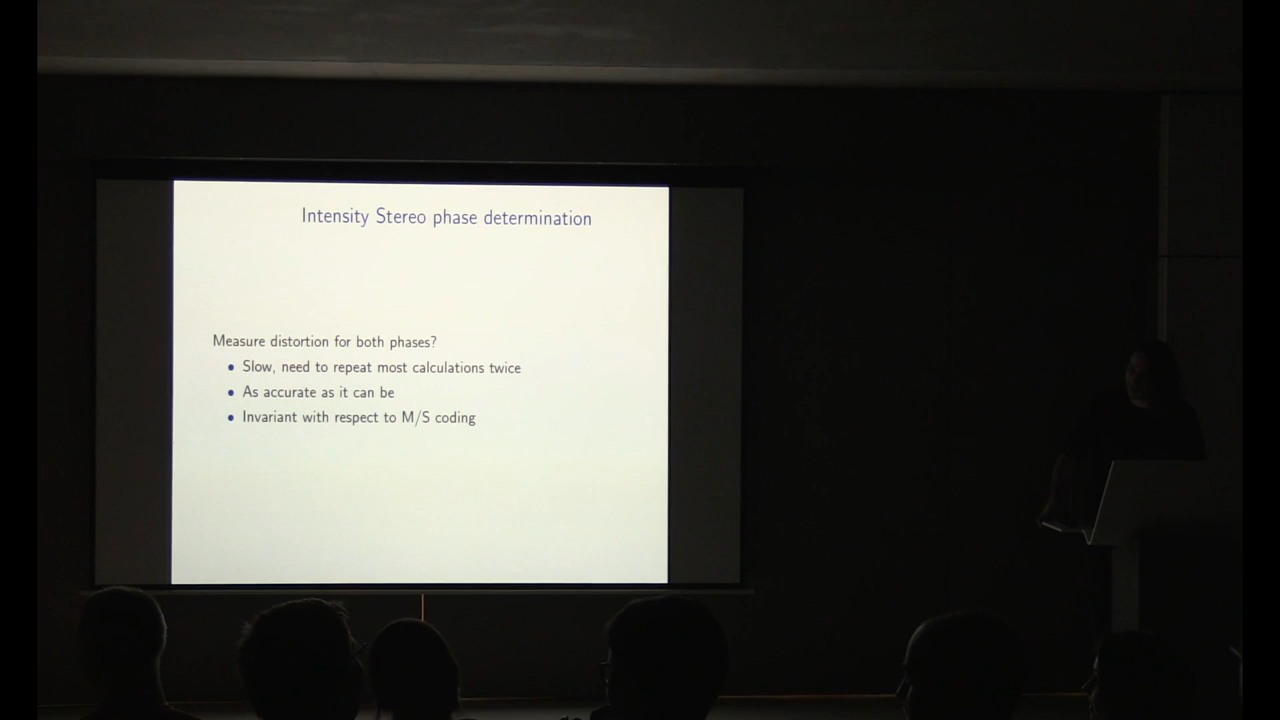 Intensity Stereo phase determination
Measure distortion for both phases?
• Slow, need to repeat most calculations twice
• As accurate as it can be
• Invariant with respect to M/S coding